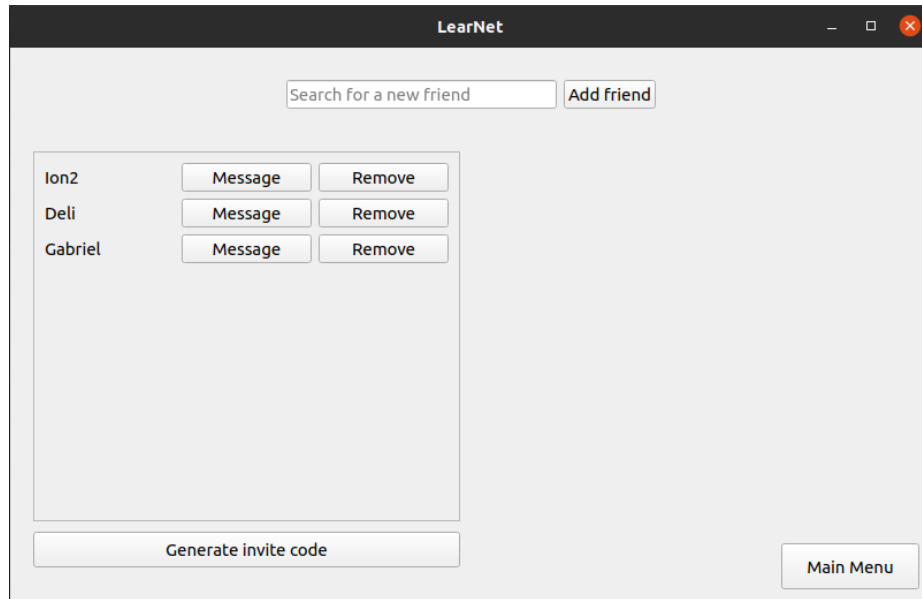 LearNet
Search for a new friend Add friend
Ion2 Message Remove
Deli Message Remove
Gabriel Message Remove
Generate invite code
Main Menu